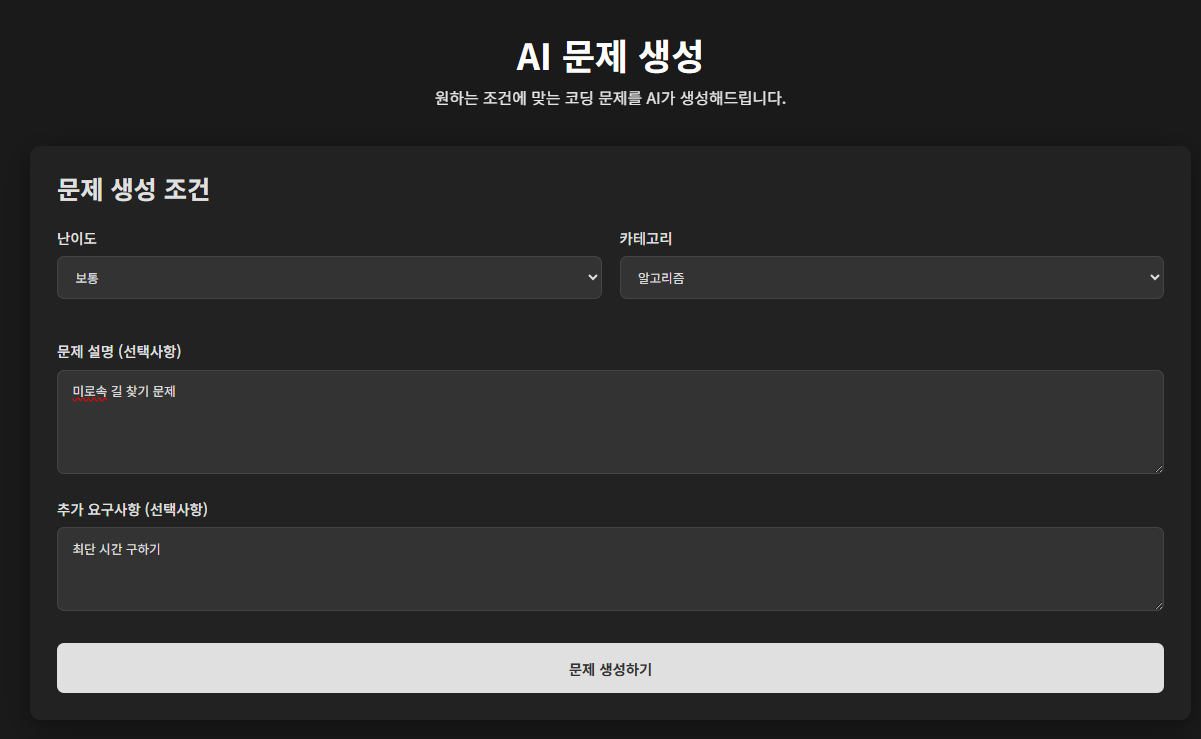 AI 문제 생성
원하는 조건에 맞는 코딩 문제를 AI가 생성해드립니다.
문제 생성 조건
난이도
카테고리
보통
알고리즘
문제 설명 (선택사항)
미로속 길 찾기 문제
추가 요구사항 (선택사항)
최단 시간 구하기
문제 생성하기